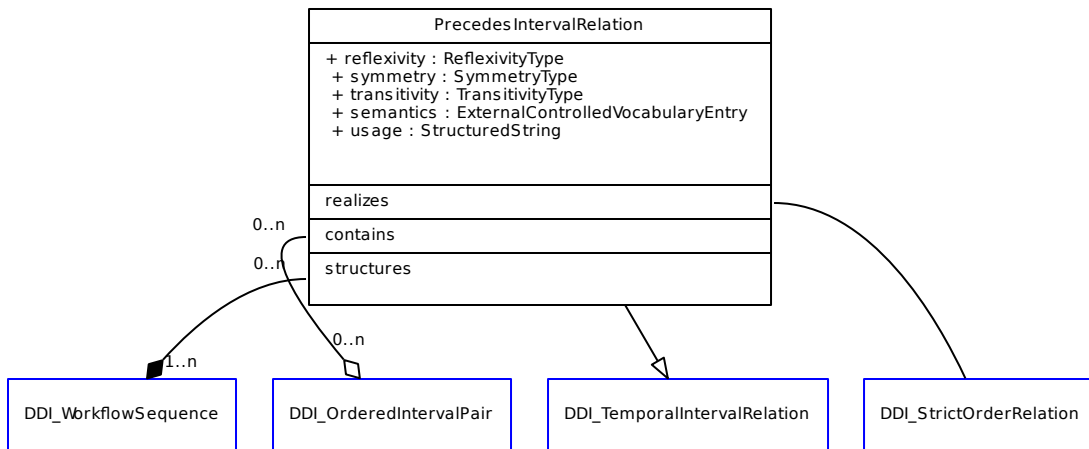 PrecedesIntervalRelation
+ reflexivity : ReflexivityType
+ symmetry : SymmetryType
+ transitivity : TransitivityType
+ semantics : ExternalControlledVocabularyEntry
+ usage : StructuredString
realizes
0..n
contains
0..n
structures
0..n
1..n
DDI_WorkflowSequence
DDI_OrderedIntervalPair
DDI_TemporalIntervalRelation
DDI_StrictOrderRelation